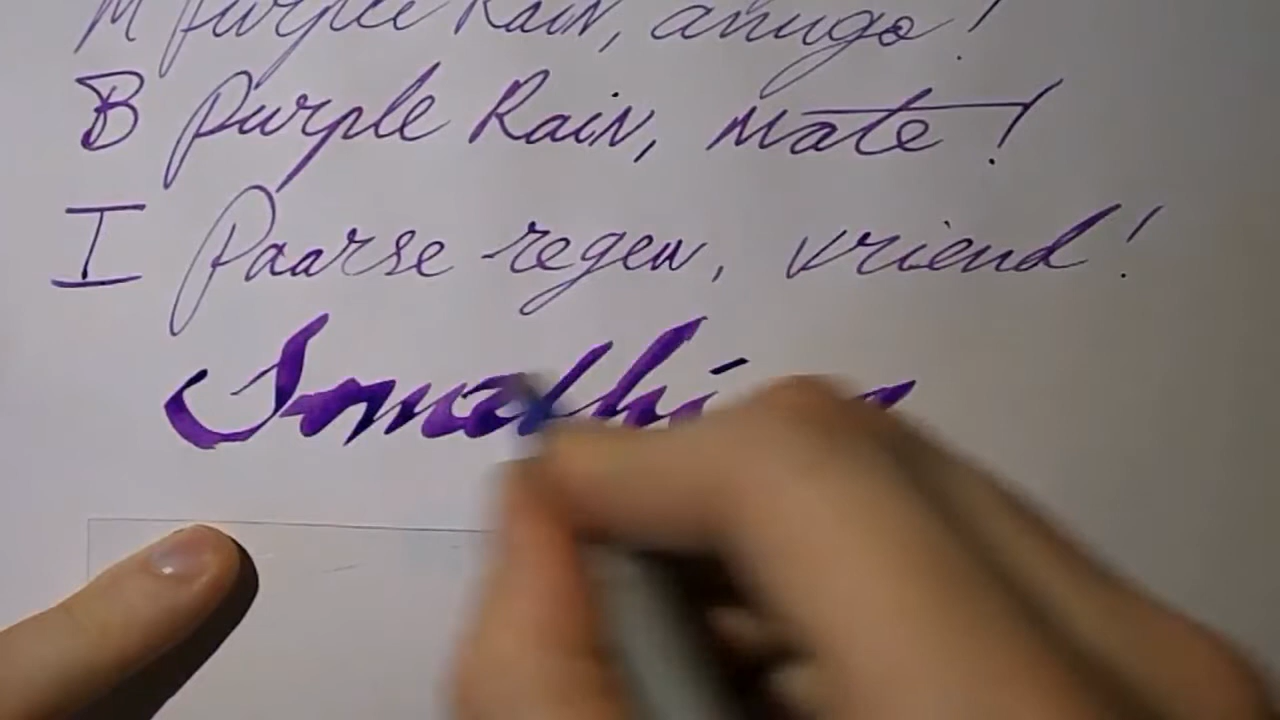 M Purple Rain, amigo!
B Purple Rain, mate!
I Paarse regen, vriend!